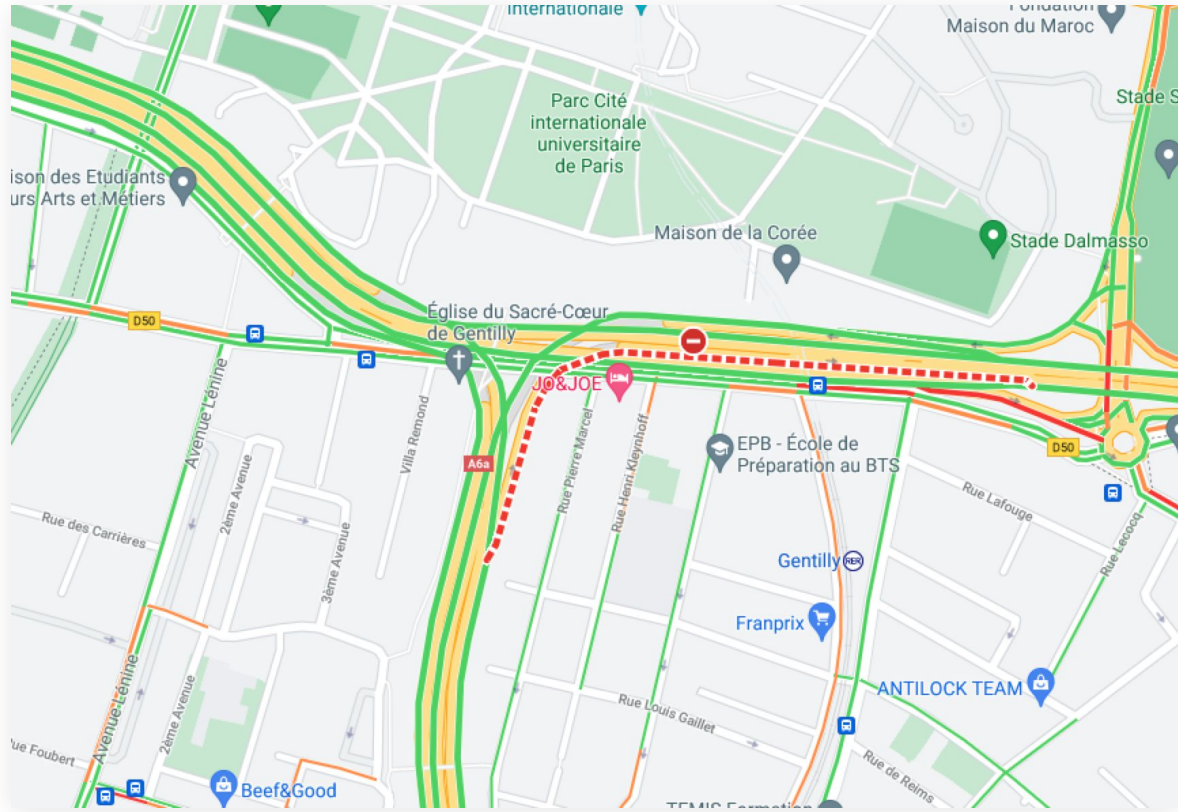 internationale
Fondation
Maison du Maroc
Parc Cité
internationale
universitaire
de Paris
Stade S
ison des Etudiants
urs Arts et Métiers
Maison de la Corée
Stade Dalmasso
Église du Sacré-Cœur
de Gentilly
D50
JO&JOE
Avenue Lénine
Villa Remond
A6a
Rue Pierre Marcel
Rue Henri Kleynhoff
EPB - École de
Préparation au BTS
D50
2ème Avenue
3ème Avenue
Rue des Carrières
Rue Lafouge
Rue Lecocq
Gentilly
RER
Franprix
ANTILOCK TEAM
Avenue Lénine
2ème Avenue
Rue Louis Gaillet
Rue de Reims
Rue Foubert
Beef&Good
TEMIS Formation